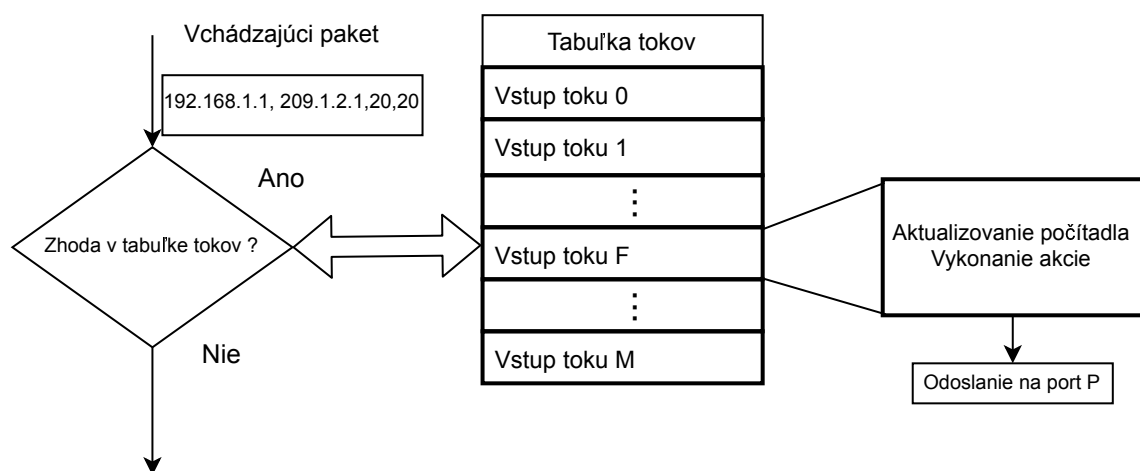 Vchádzajúci paket
192.168.1.1, 209.1.2.1,20,20
Ano
Zhoda v tabuľke tokov ?
Nie
Tabuľka tokov
Vstup toku 0
Vstup toku 1
⋮
Vstup toku F
⋮
Vstup toku M
Aktualizovanie počítadla
Vykonanie akcie
Odoslanie na port P